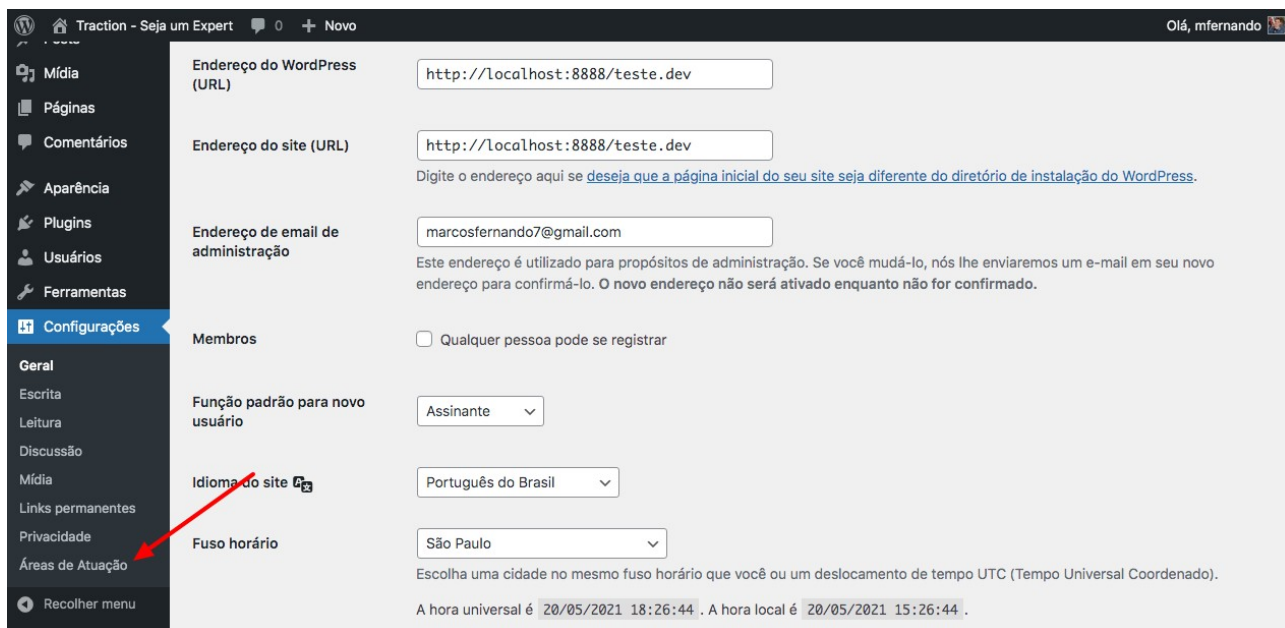 Traction - Seja um Expert 0 + Novo Olá, mfernando
Mídia
Páginas
Comentários
Aparência
Plugins
Usuários
Ferramentas
Configurações
Geral
Escrita
Leitura
Discussão
Mídia
Links permanentes
Privacidade
Áreas de Atuação
Recolher menu
Endereço do WordPress
(URL)
http://localhost:8888/teste.dev
Endereço do site (URL)
http://localhost:8888/teste.dev
Digite o endereço aqui se deseja que a página inicial do seu site seja diferente do diretório de instalação do WordPress.
Endereço de email de
administração
marcosfernando7@gmail.com
Este endereço é utilizado para propósitos de administração. Se você mudá-lo, nós lhe enviaremos um e-mail em seu novo
endereço para confirmá-lo. O novo endereço não será ativado enquanto não for confirmado.
Membros
Qualquer pessoa pode se registrar
Função padrão para novo
usuário
Assinante
Idioma do site
Português do Brasil
Fuso horário
São Paulo
Escolha uma cidade no mesmo fuso horário que você ou um deslocamento de tempo UTC (Tempo Universal Coordenado).
A hora universal é 20/05/2021 18:26:44 . A hora local é 20/05/2021 15:26:44 .